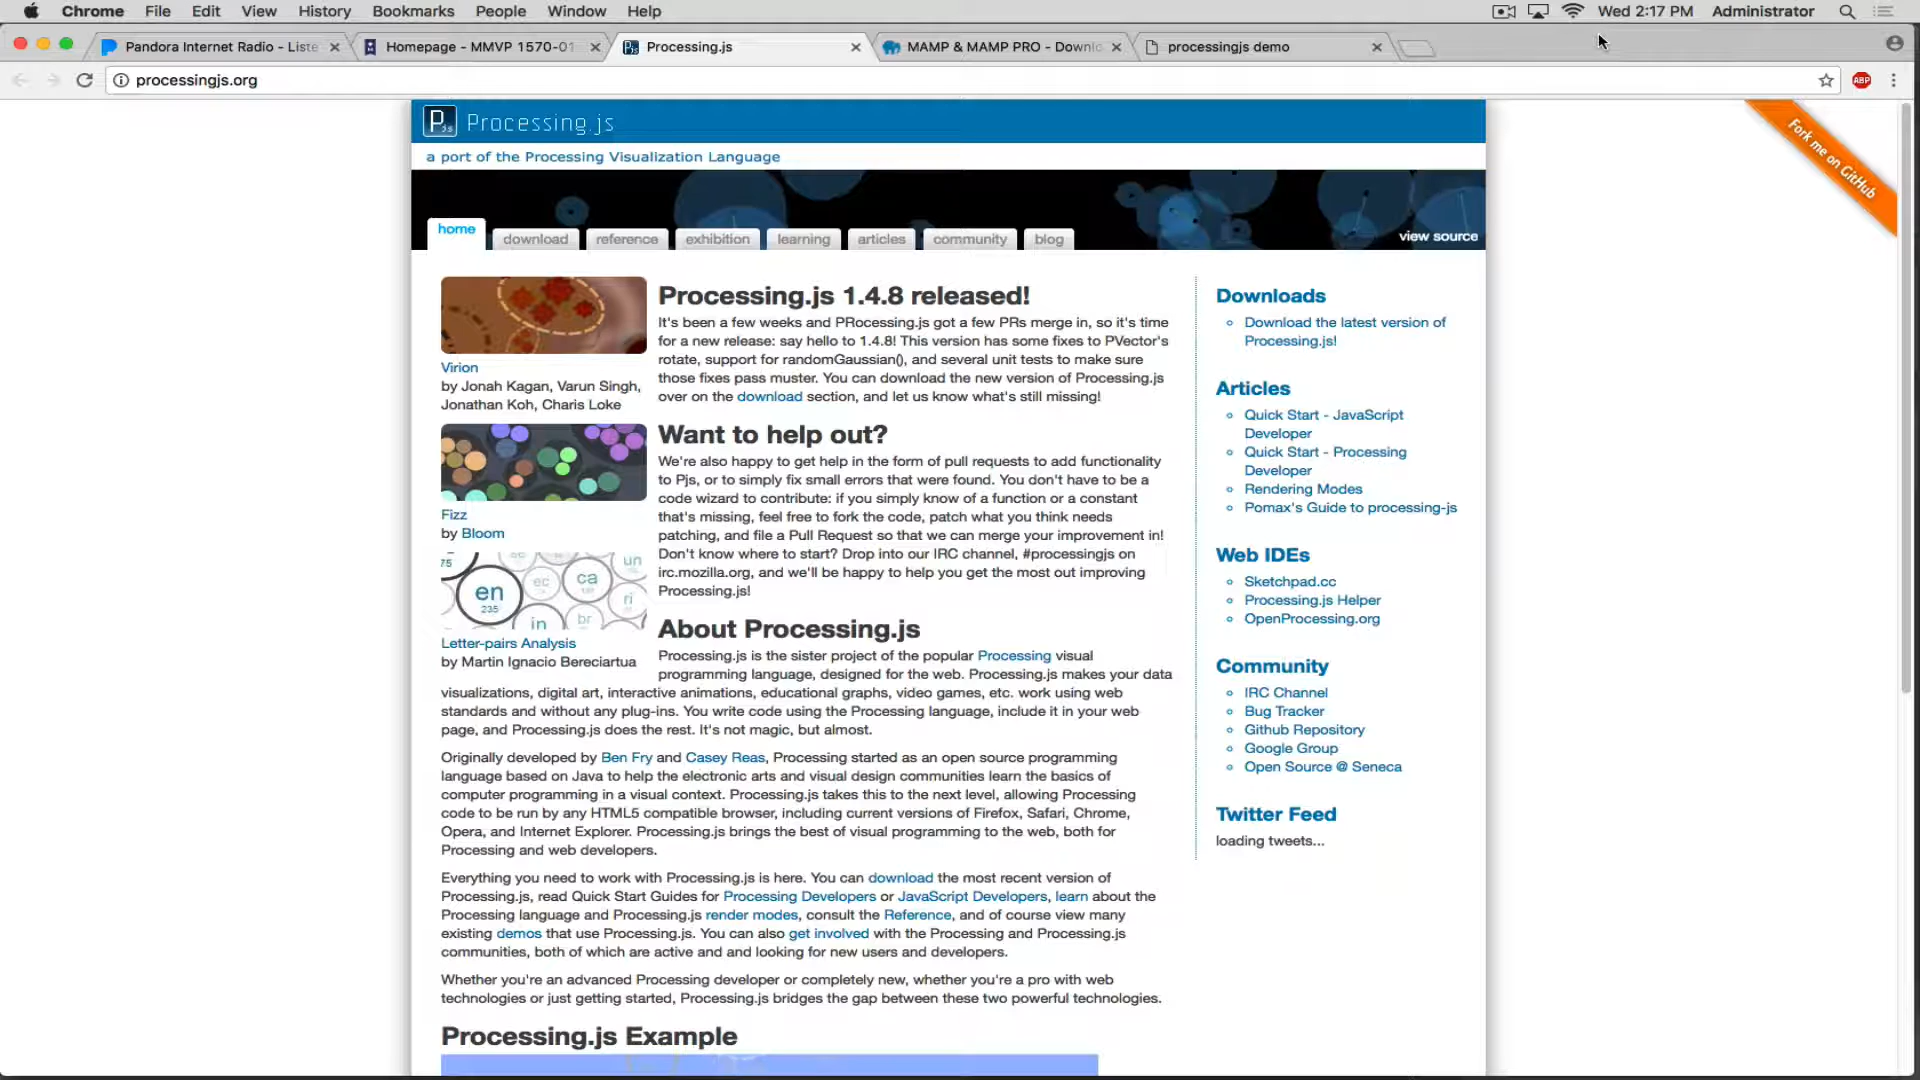 Chrome File Edit View History Bookmarks People Window Help Wed 2:17 PM Administrator
Pandora Internet Radio - Liste Homepage - MMVP 1570-01 Processing.js MAMP & MAMP PRO - Downlo processingjs demo
processingjs.org ABP
Pjs Processing.js
a port of the Processing Visualization Language
Fork me on GitHub
home download reference exhibition learning articles community blog view source
Virion
by Jonah Kagan, Varun Singh,
Jonathan Koh, Charis Loke
Fizz
by Bloom
75 en 235 ec ca un ri in br
Letter-pairs Analysis
by Martin Ignacio Bereciartua
Processing.js 1.4.8 released!
It's been a few weeks and PRocessing.js got a few PRs merge in, so it's time
for a new release: say hello to 1.4.8! This version has some fixes to PVector's
rotate, support for randomGaussian(), and several unit tests to make sure
those fixes pass muster. You can download the new version of Processing.js
over on the download section, and let us know what's still missing!
Want to help out?
We're also happy to get help in the form of pull requests to add functionality
to Pjs, or to simply fix small errors that were found. You don't have to be a
code wizard to contribute: if you simply know of a function or a constant
that's missing, feel free to fork the code, patch what you think needs
patching, and file a Pull Request so that we can merge your improvement in!
Don't know where to start? Drop into our IRC channel, #processingjs on
irc.mozilla.org, and we'll be happy to help you get the most out improving
Processing.js!
About Processing.js
Processing.js is the sister project of the popular Processing visual
programming language, designed for the web. Processing.js makes your data
visualizations, digital art, interactive animations, educational graphs, video games, etc. work using web
standards and without any plug-ins. You write code using the Processing language, include it in your web
page, and Processing.js does the rest. It's not magic, but almost.
Originally developed by Ben Fry and Casey Reas, Processing started as an open source programming
language based on Java to help the electronic arts and visual design communities learn the basics of
computer programming in a visual context. Processing.js takes this to the next level, allowing Processing
code to be run by any HTML5 compatible browser, including current versions of Firefox, Safari, Chrome,
Opera, and Internet Explorer. Processing.js brings the best of visual programming to the web, both for
Processing and web developers.
Everything you need to work with Processing.js is here. You can download the most recent version of
Processing.js, read Quick Start Guides for Processing Developers or JavaScript Developers, learn about the
Processing language and Processing.js render modes, consult the Reference, and of course view many
existing demos that use Processing.js. You can also get involved with the Processing and Processing.js
communities, both of which are active and and looking for new users and developers.
Whether you're an advanced Processing developer or completely new, whether you're a pro with web
technologies or just getting started, Processing.js bridges the gap between these two powerful technologies.
Processing.js Example
Downloads
Download the latest version of
Processing.js!
Articles
Quick Start - JavaScript
Developer
Quick Start - Processing
Developer
Rendering Modes
Pomax's Guide to processing-js
Web IDEs
Sketchpad.cc
Processing.js Helper
OpenProcessing.org
Community
IRC Channel
Bug Tracker
Github Repository
Google Group
Open Source @ Seneca
Twitter Feed
loading tweets...